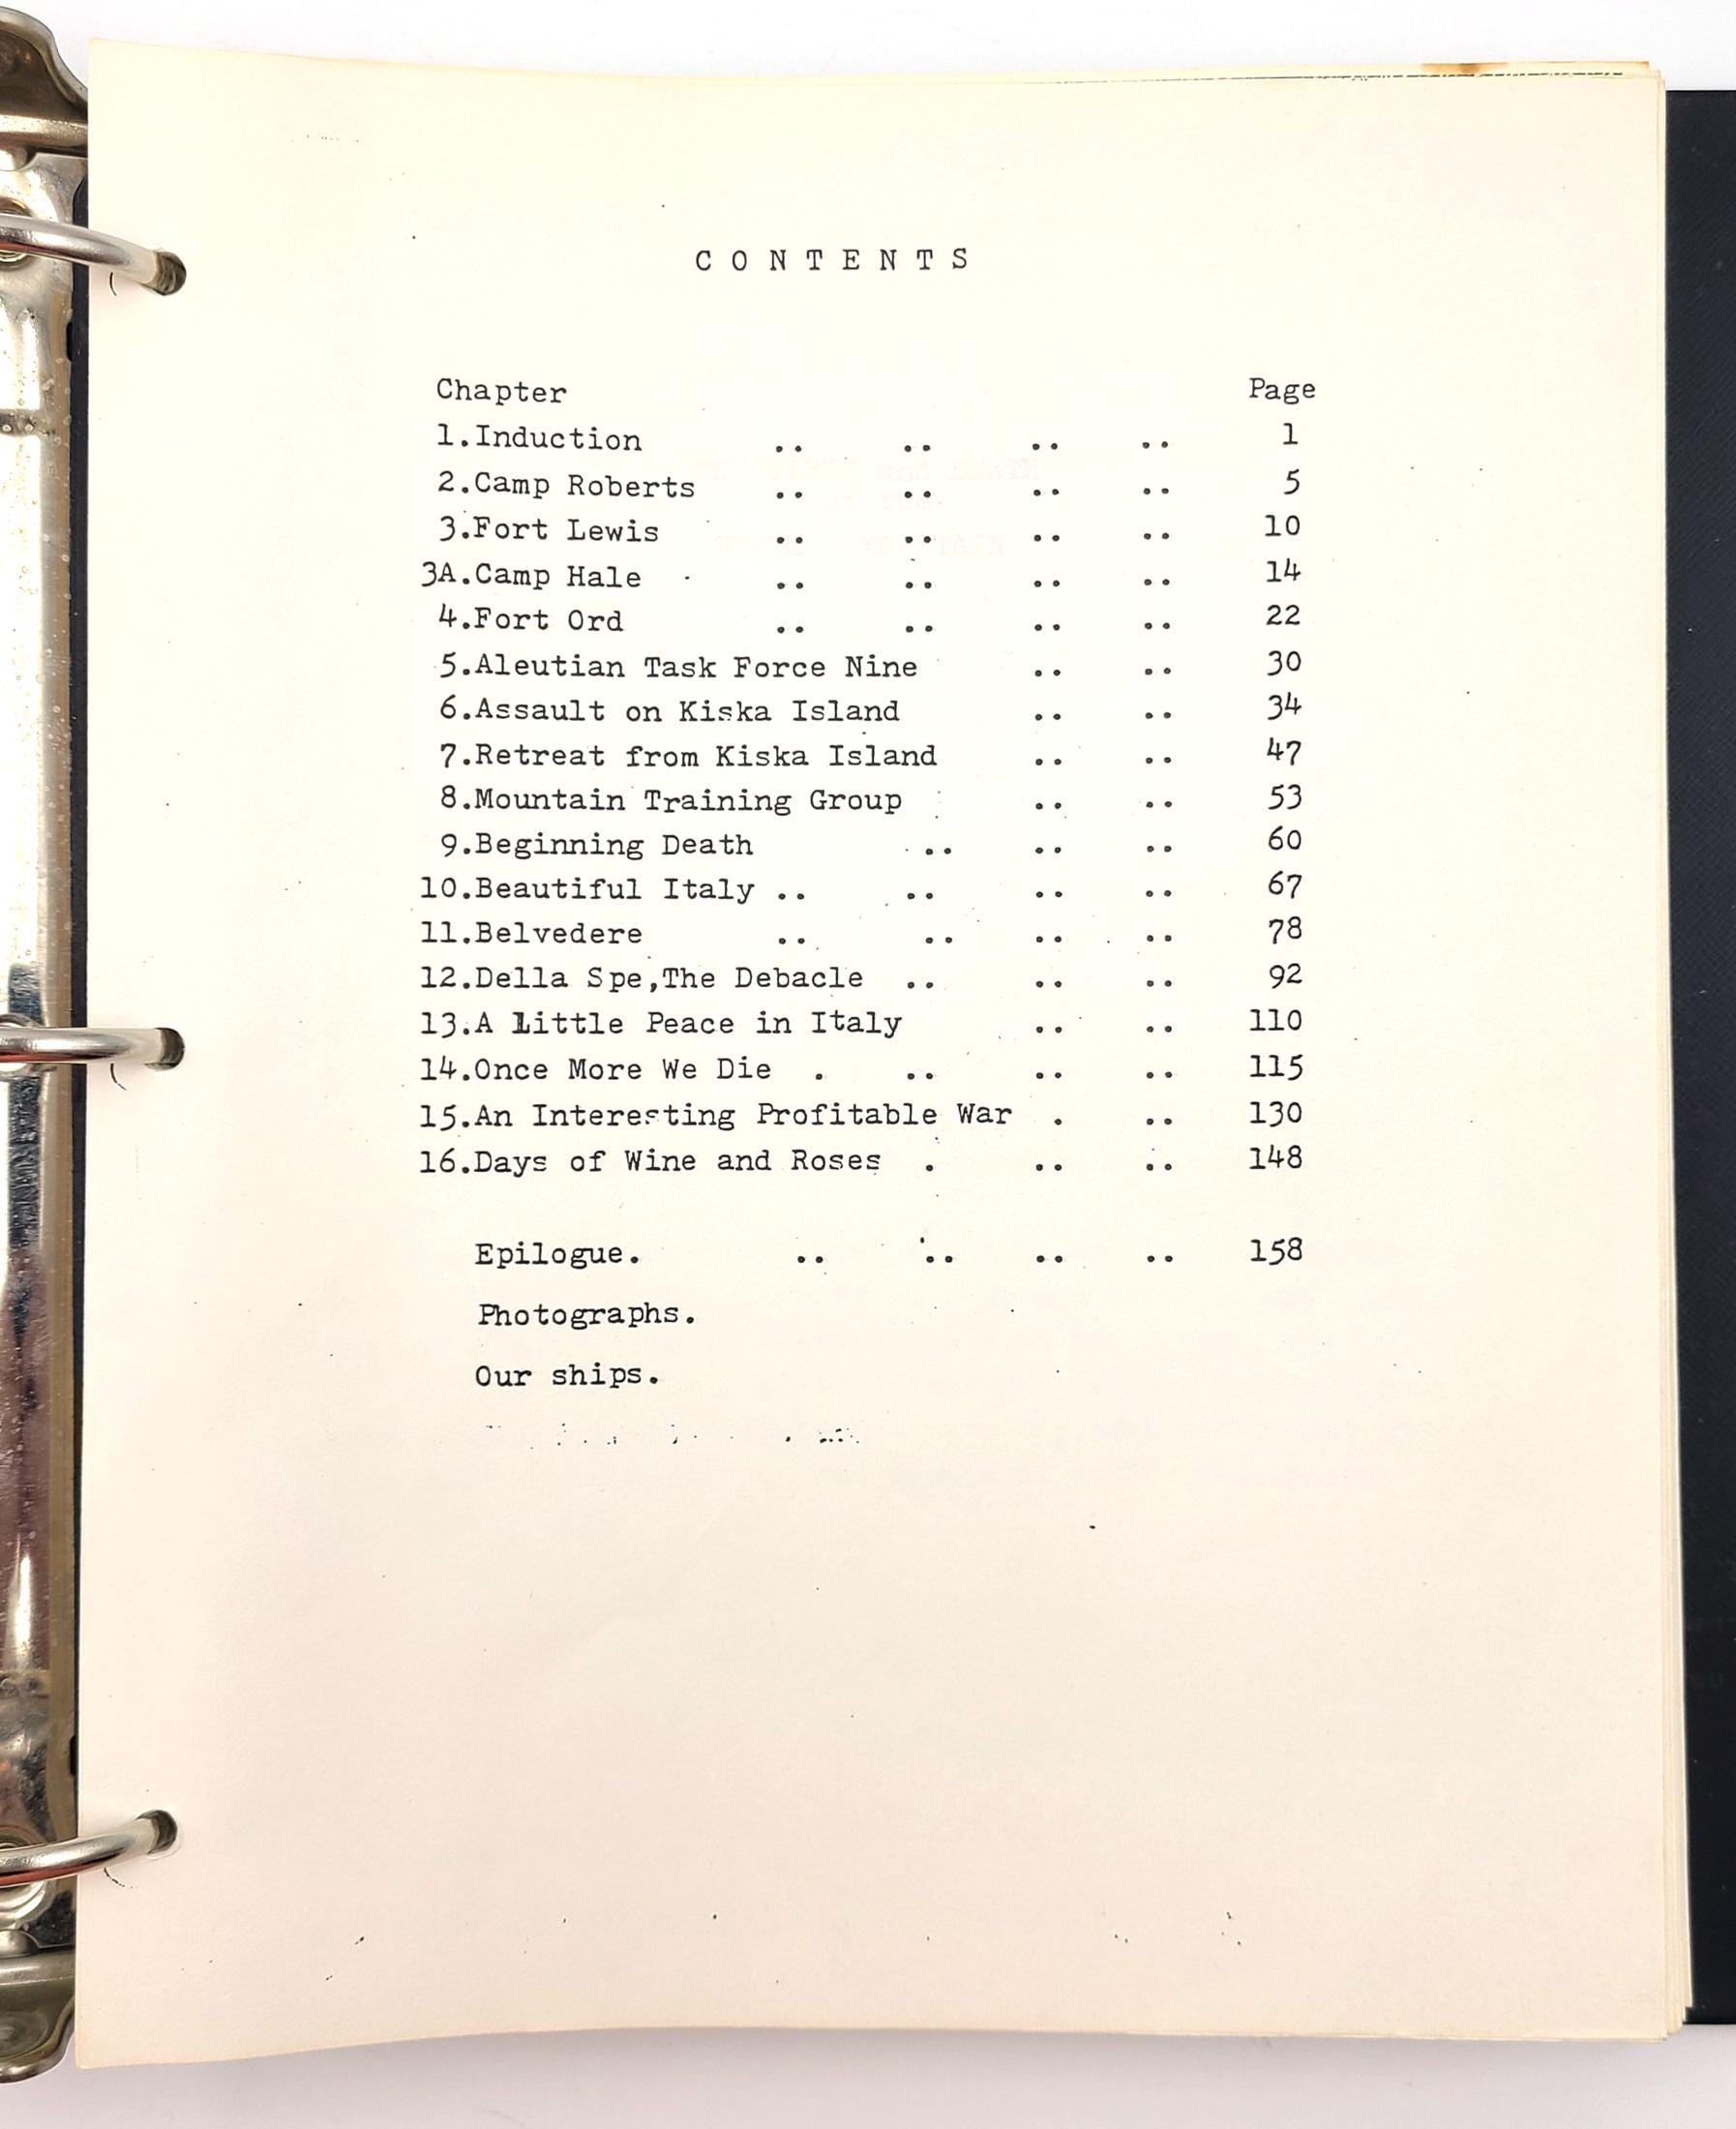 CONTENTS
Chapter Page
1.Induction .. .. .. .. 1
2.Camp Roberts .. .. .. .. 5
3.Fort Lewis .. .. .. .. 10
3A.Camp Hale .. .. .. .. 14
4.Fort Ord .. .. .. .. 22
5.Aleutian Task Force Nine .. .. 30
6.Assault on Kiska Island .. .. 34
7.Retreat from Kiska Island .. .. 47
8.Mountain Training Group .. .. 53
9.Beginning Death .. .. .. 60
10.Beautiful Italy .. .. .. .. 67
11.Belvedere .. .. .. .. 78
12.Della Spe,The Debacle .. .. .. 92
13.A Little Peace in Italy .. .. 110
14.Once More We Die . .. .. .. 115
15.An Interesting Profitable War . .. 130
16.Days of Wine and Roses . .. .. 148
Epilogue. .. .. .. .. 158
Photographs.
Our ships.